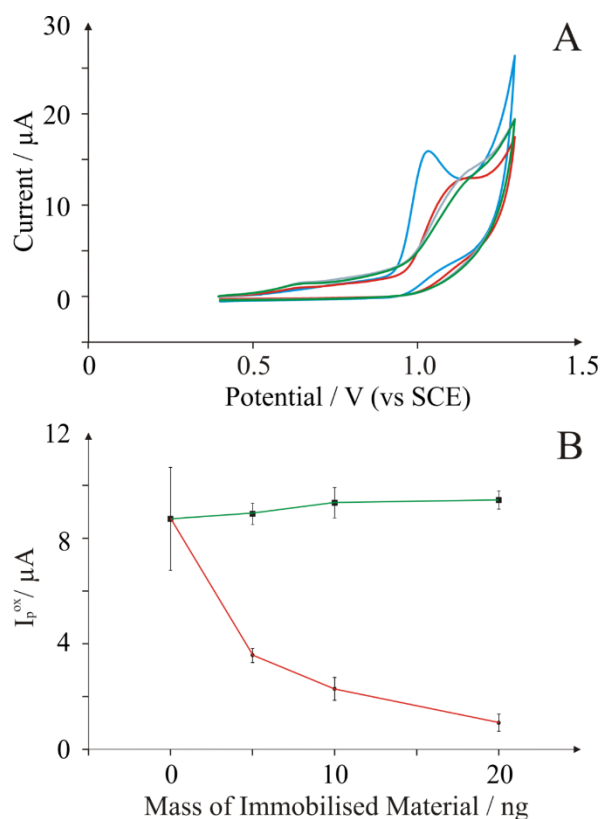 A
Current / µA
30
20
10
0
0
0.5
1.0
1.5
Potential / V (vs SCE)
B
I_p^ox / µA
12
8
4
0
0
10
20
Mass of Immobilised Material / ng